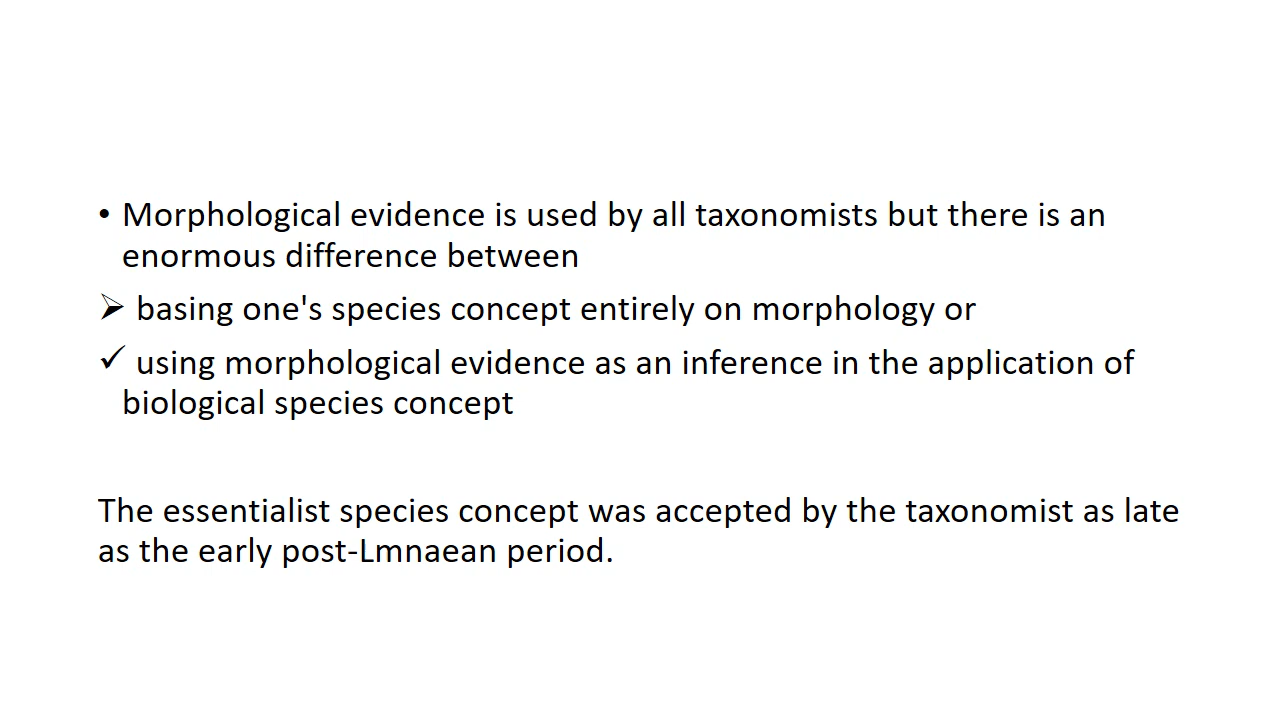 • Morphological evidence is used by all taxonomists but there is an
enormous difference between
➢ basing one's species concept entirely on morphology or
✓ using morphological evidence as an inference in the application of
biological species concept
The essentialist species concept was accepted by the taxonomist as late
as the early post-Lmnaean period.